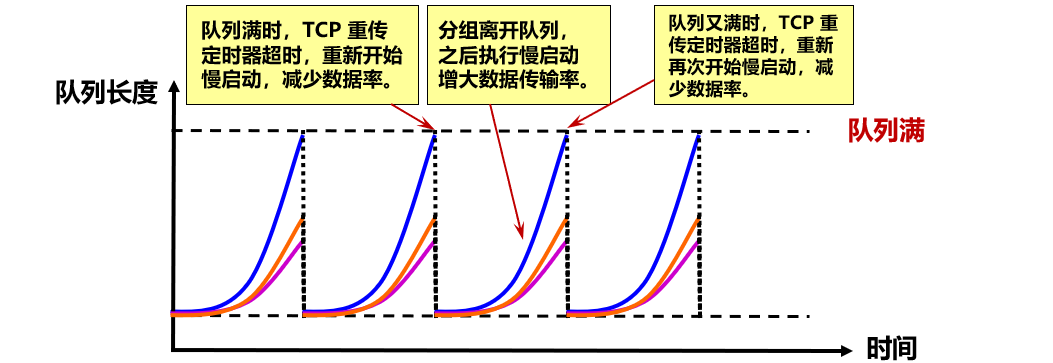 队列满时，TCP 重传
定时器超时，重新开始
慢启动，减少数据率。
分组离开队列，
之后执行慢启动
增大数据传输率。
队列又满时，TCP 重
传定时器超时，重新
再次开始慢启动，减
少数据率。
队列长度
队列满
时间